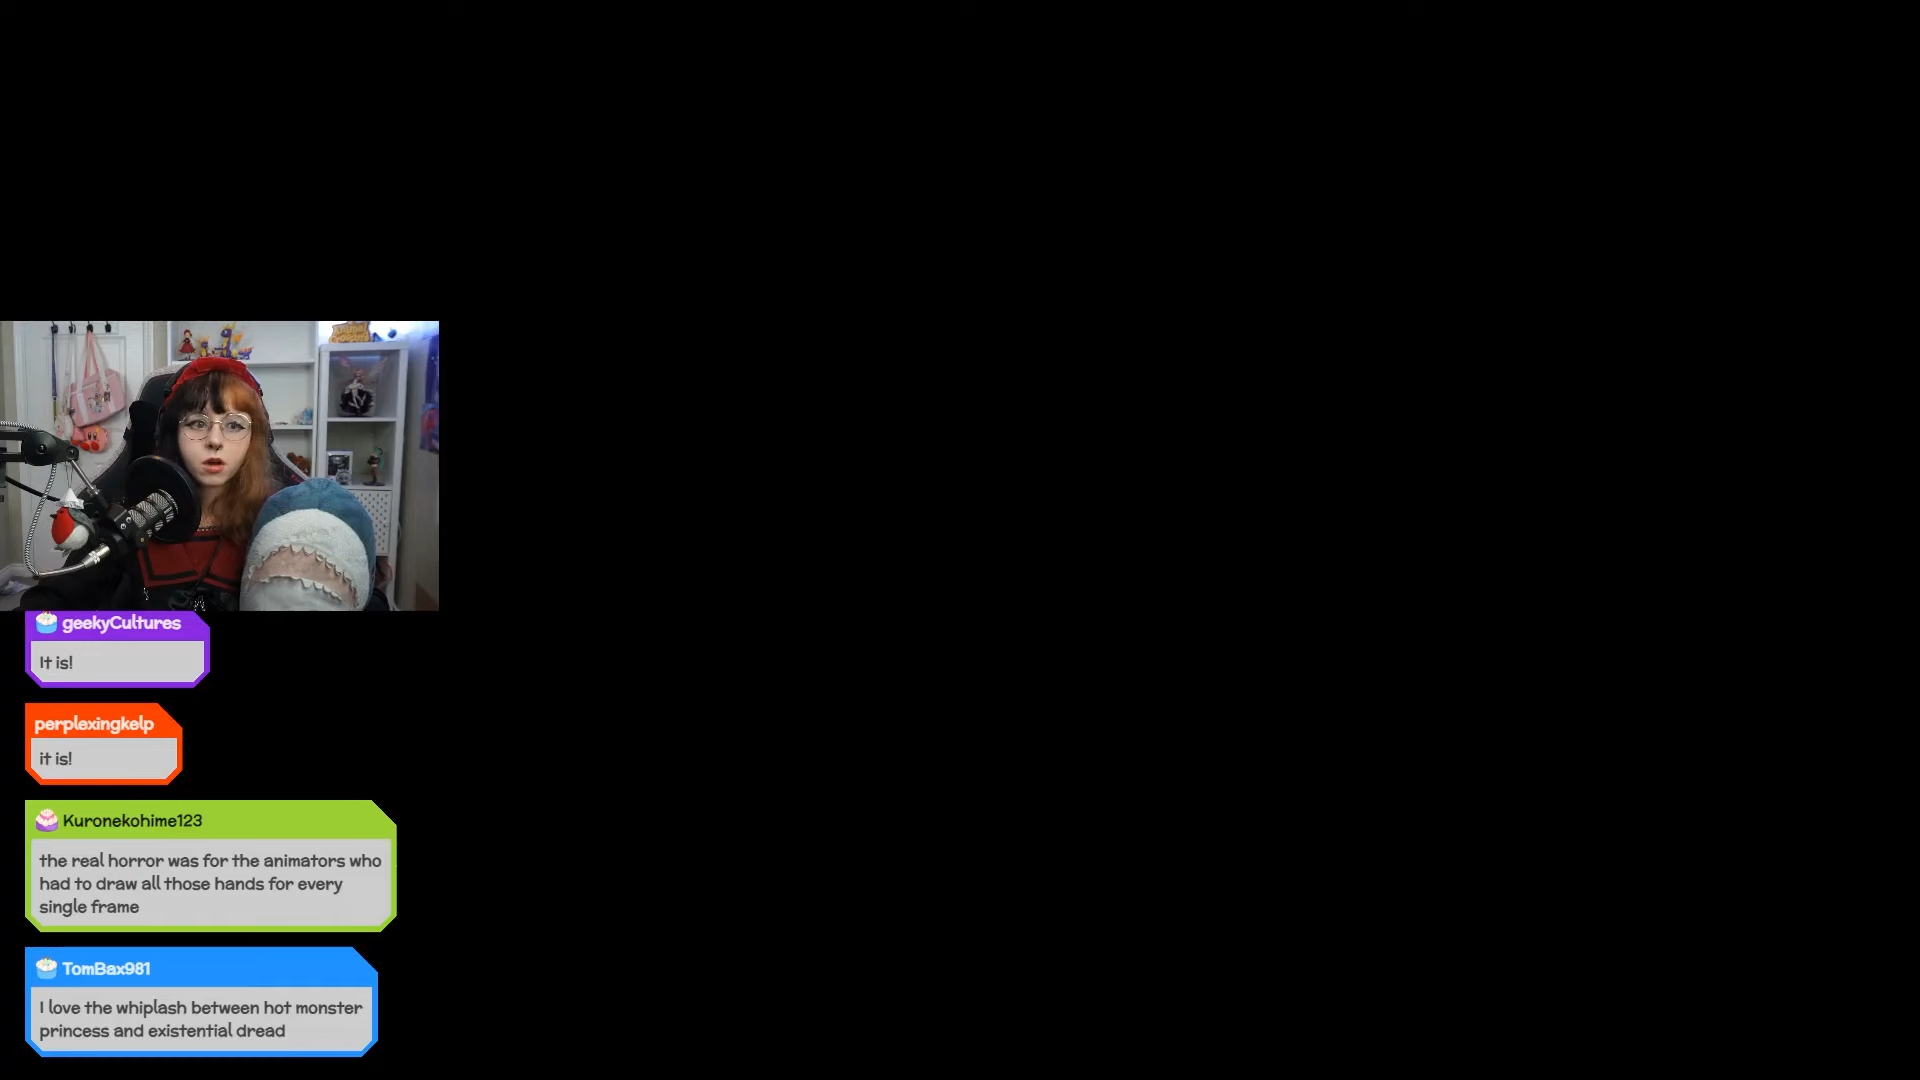 Animal
geekyCultures
It is!
perplexingkelp
it is!
Kuronekohime123
the real horror was for the animators who
had to draw all those hands for every
single frame
TomBax981
I love the whiplash between hot monster
princess and existential dread